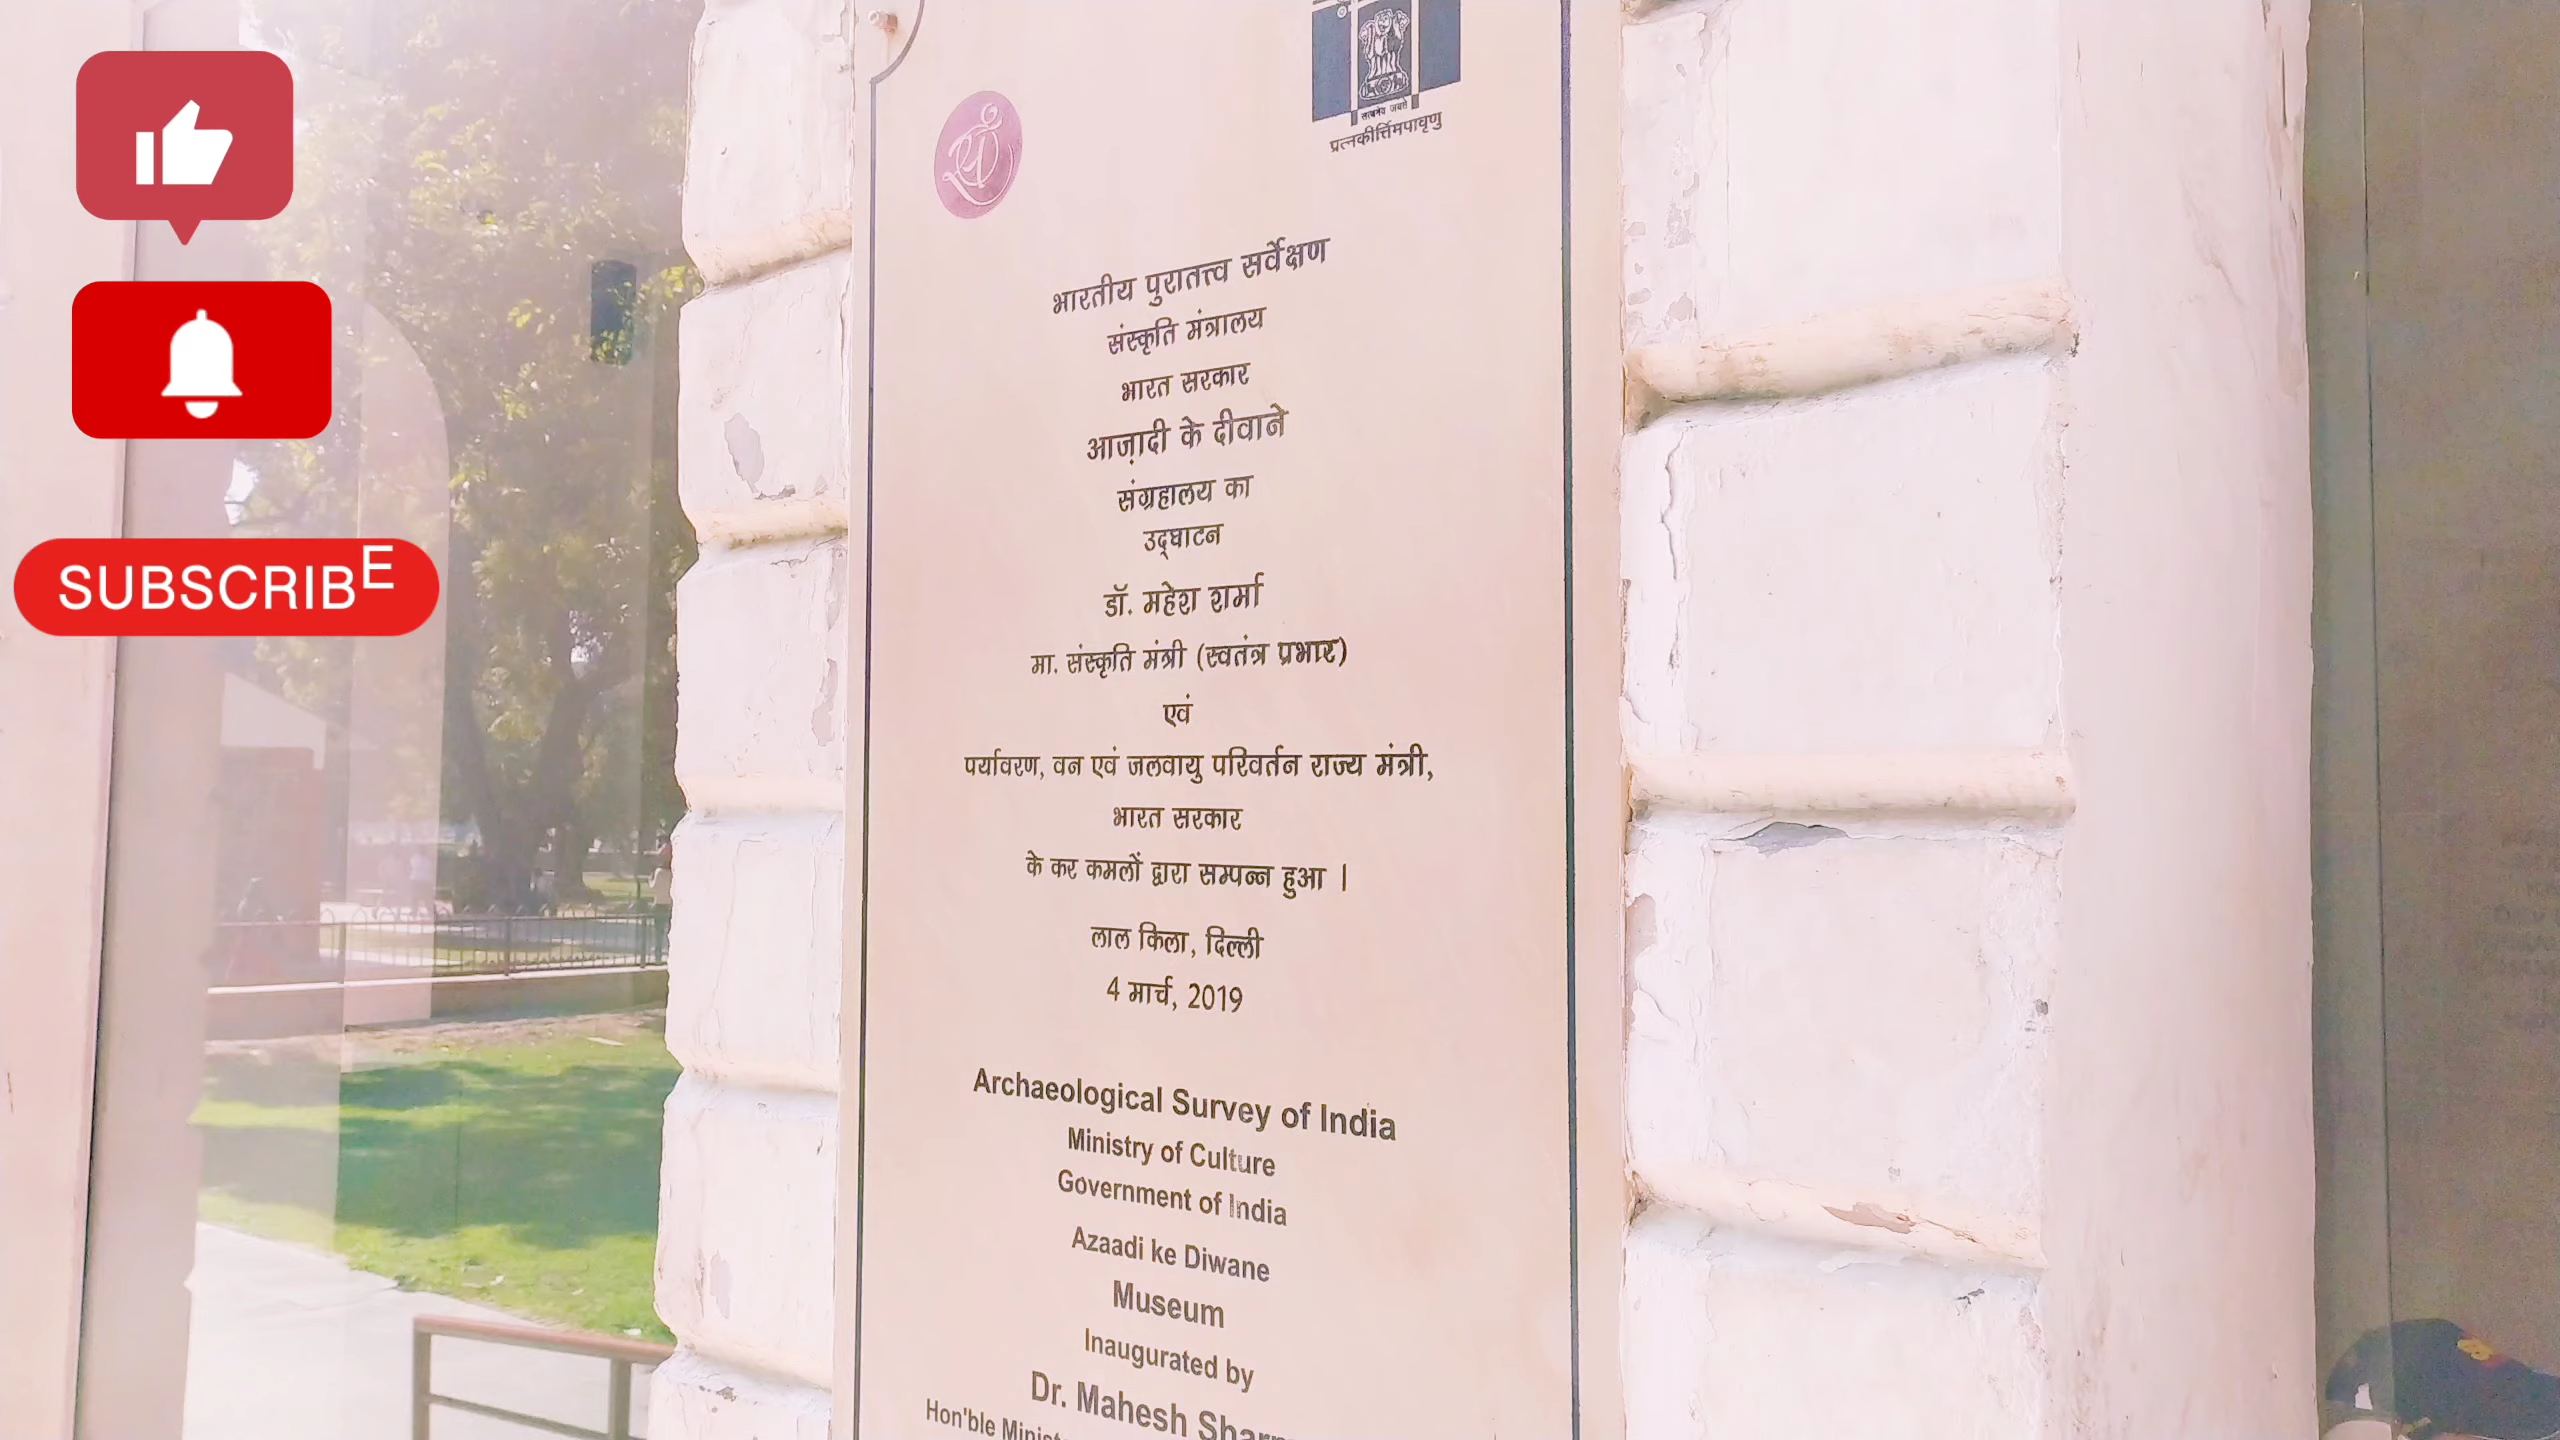 SUBSCRIBE
सं
सत्यमेव जयते
प्रत्नकीर्त्तिमपावृणु
भारतीय पुरातत्त्व सर्वेक्षण
संस्कृति मंत्रालय
भारत सरकार
आज़ादी के दीवाने
संग्रहालय का
उद्घाटन
डॉ. महेश शर्मा
मा. संस्कृति मंत्री (स्वतंत्र प्रभार)
एवं
पर्यावरण, वन एवं जलवायु परिवर्तन राज्य मंत्री,
भारत सरकार
के कर कमलों द्वारा सम्पन्न हुआ ।
लाल किला, दिल्ली
4 मार्च, 2019
Archaeological Survey of India
Ministry of Culture
Government of India
Azaadi ke Diwane
Museum
Inaugurated by
Dr. Mahesh
Hon'ble